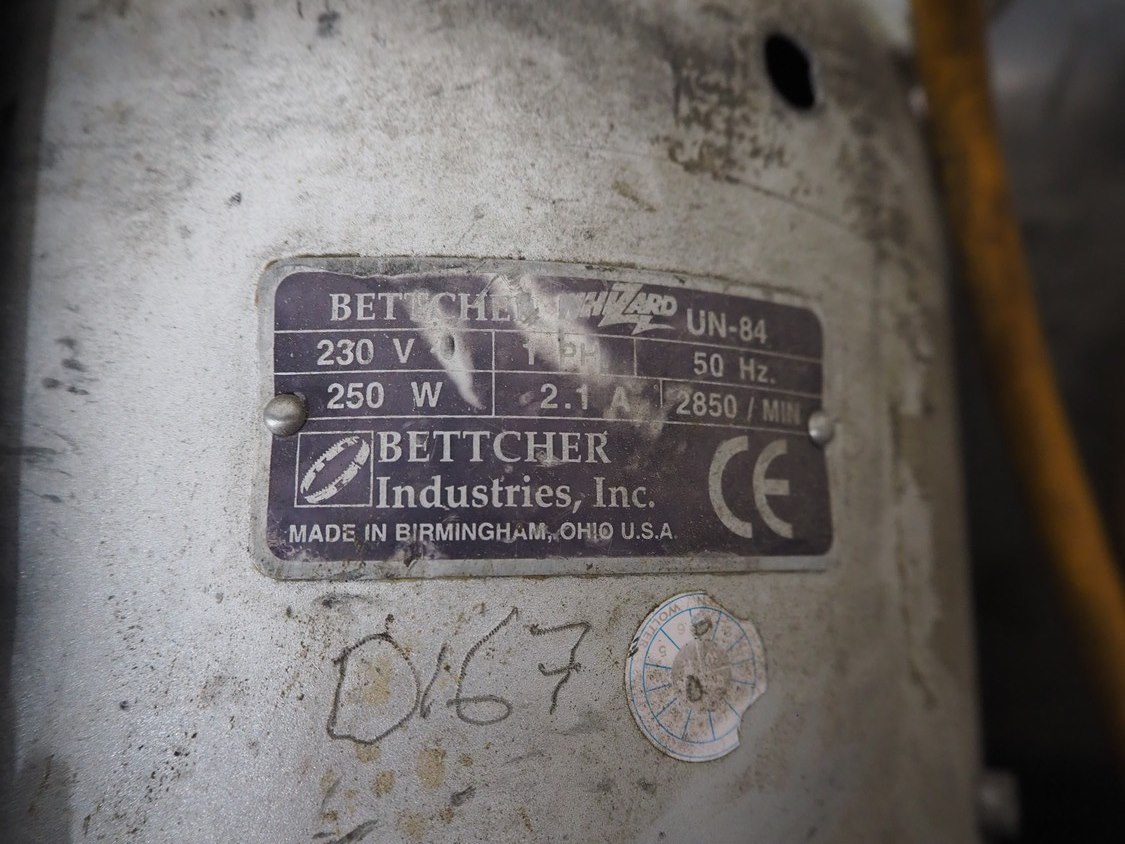 BETTCHER WHIZARD UN-84
230 V 1 PH 50 Hz.
250 W 2.1 A 2850 / MIN
BETTCHER
Industries, Inc.
CE
MADE IN BIRMINGHAM, OHIO U.S.A.
D167